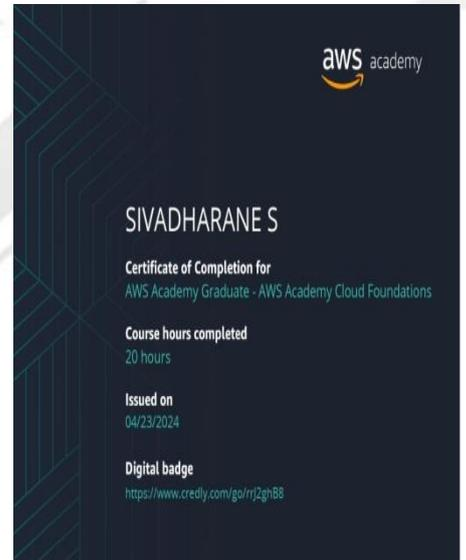 aws academy
SIVADHARANE S
Certificate of Completion for
AWS Academy Graduate - AWS Academy Cloud Foundations
Course hours completed
20 hours
Issued on
04/23/2024
Digital badge
https://www.credly.com/go/rrJ2ghB8